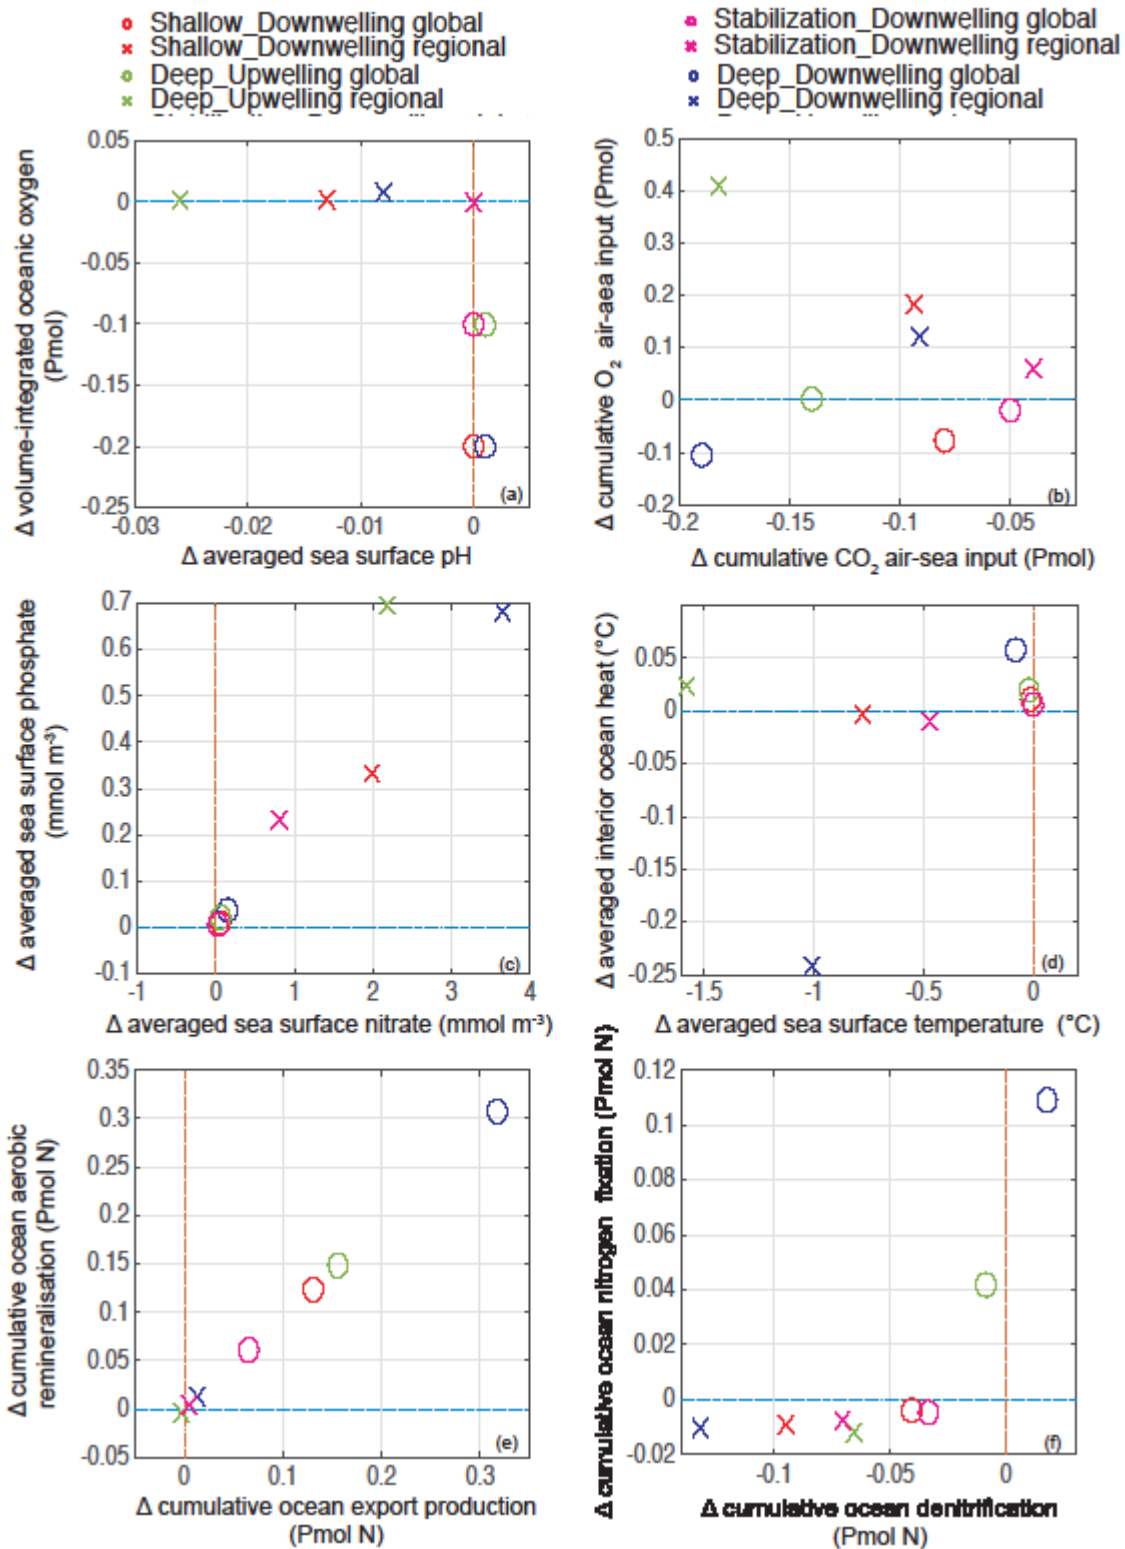 Shallow_Downwelling global
Shallow_Downwelling regional
Deep_Upwelling global
Deep_Upwelling regional
Stabilization_Downwelling global
Stabilization_Downwelling regional
Deep_Downwelling global
Deep_Downwelling regional
Δ volume-integrated oceanic oxygen
(Pmol)
0.05
0
-0.05
-0.1
-0.15
-0.2
-0.25
(a)
-0.03
-0.02
-0.01
0
Δ averaged sea surface pH
Δ cumulative O₂ air-aea input (Pmol)
0.5
0.4
0.3
0.2
0.1
0
-0.1
-0.2
(b)
-0.2
-0.15
-0.1
-0.05
Δ cumulative CO₂ air-sea input (Pmol)
Δ averaged sea surface phosphate
(mmol m⁻³)
0.7
0.6
0.5
0.4
0.3
0.2
0.1
0
-0.1
(c)
-1
0
1
2
3
4
Δ averaged sea surface nitrate (mmol m⁻³)
Δ averaged interior ocean heat (°C)
0.05
0
-0.05
-0.1
-0.15
-0.2
-0.25
(d)
-1.5
-1
-0.5
0
Δ averaged sea surface temperature (°C)
Δ cumulative ocean aerobic
remineralisation (Pmol N)
0.35
0.3
0.25
0.2
0.15
0.1
0.05
0
-0.05
(e)
0
0.1
0.2
0.3
Δ cumulative ocean export production
(Pmol N)
Δ cumulative ocean nitrogen fixation (Pmol N)
0.12
0.1
0.08
0.06
0.04
0.02
0
-0.02
(f)
-0.1
-0.05
0
Δ cumulative ocean denitrification
(Pmol N)